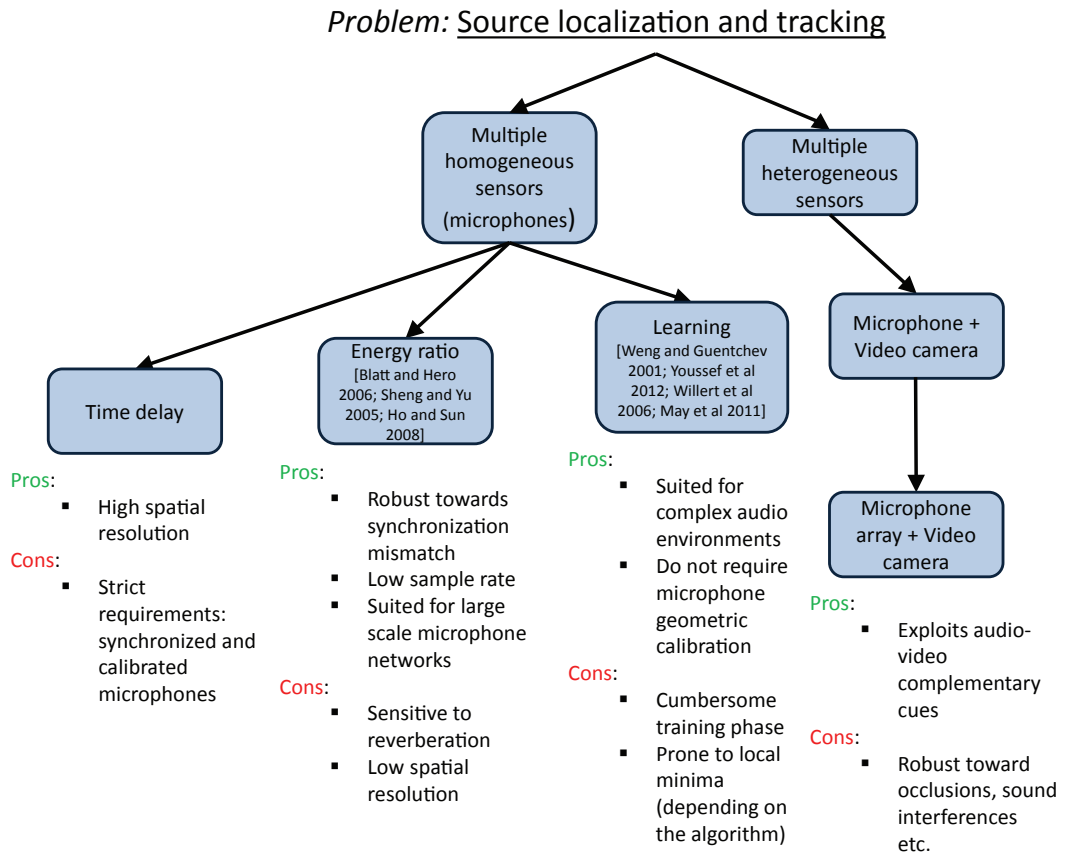 Problem: Source localization and tracking
Multiple
homogeneous
sensors
(microphones)
Multiple
heterogeneous
sensors
Time delay
Energy ratio
[Blatt and Hero
2006; Sheng and Yu
2005; Ho and Sun
2008]
Learning
[Weng and Guentchev
2001; Youssef et al
2012; Willert et al
2006; May et al 2011]
Microphone +
Video camera
Microphone
array + Video
camera
Pros:
▪ High spatial
resolution
Cons:
▪ Strict
requirements:
synchronized and
calibrated
microphones
Pros:
▪ Robust towards
synchronization
mismatch
▪ Low sample rate
▪ Suited for large
scale microphone
networks
Cons:
▪ Sensitive to
reverberation
▪ Low spatial
resolution
Pros:
▪ Suited for
complex audio
environments
▪ Do not require
microphone
geometric
calibration
Cons:
▪ Cumbersome
training phase
▪ Prone to local
minima
(depending on
the algorithm)
Pros:
▪ Exploits audio-
video
complementary
cues
Cons:
▪ Robust toward
occlusions, sound
interferences
etc.